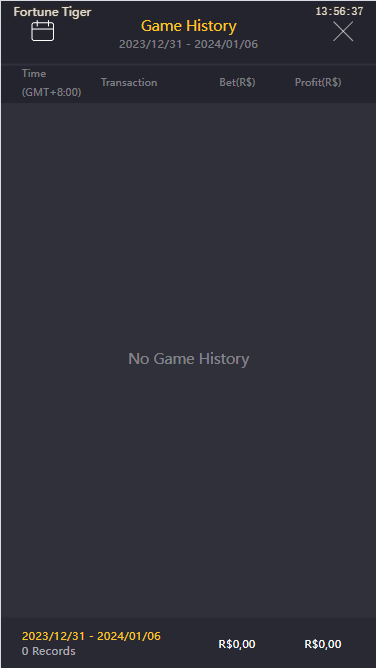 Fortune Tiger
13:56:37
Game History
2023/12/31 - 2024/01/06
Time
(GMT+8:00)
Transaction
Bet(R$)
Profit(R$)
No Game History
2023/12/31 - 2024/01/06
0 Records
R$0,00
R$0,00